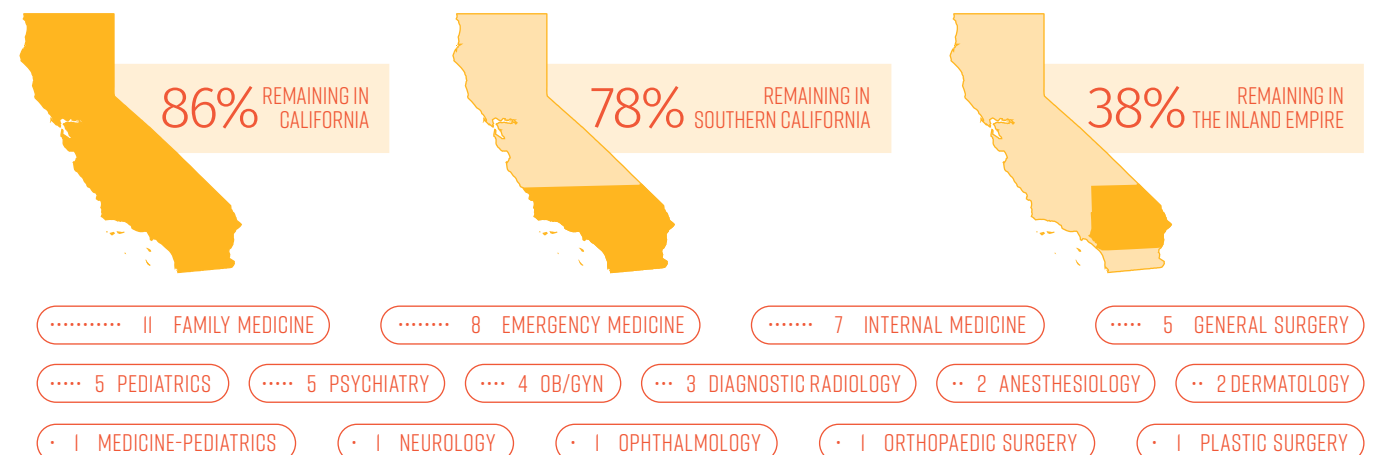 86% REMAINING IN
CALIFORNIA
78% REMAINING IN
SOUTHERN CALIFORNIA
38% REMAINING IN
THE INLAND EMPIRE
11 FAMILY MEDICINE
8 EMERGENCY MEDICINE
7 INTERNAL MEDICINE
5 GENERAL SURGERY
5 PEDIATRICS
5 PSYCHIATRY
4 OB/GYN
3 DIAGNOSTIC RADIOLOGY
2 ANESTHESIOLOGY
2 DERMATOLOGY
1 MEDICINE-PEDIATRICS
1 NEUROLOGY
1 OPHTHALMOLOGY
1 ORTHOPAEDIC SURGERY
1 PLASTIC SURGERY